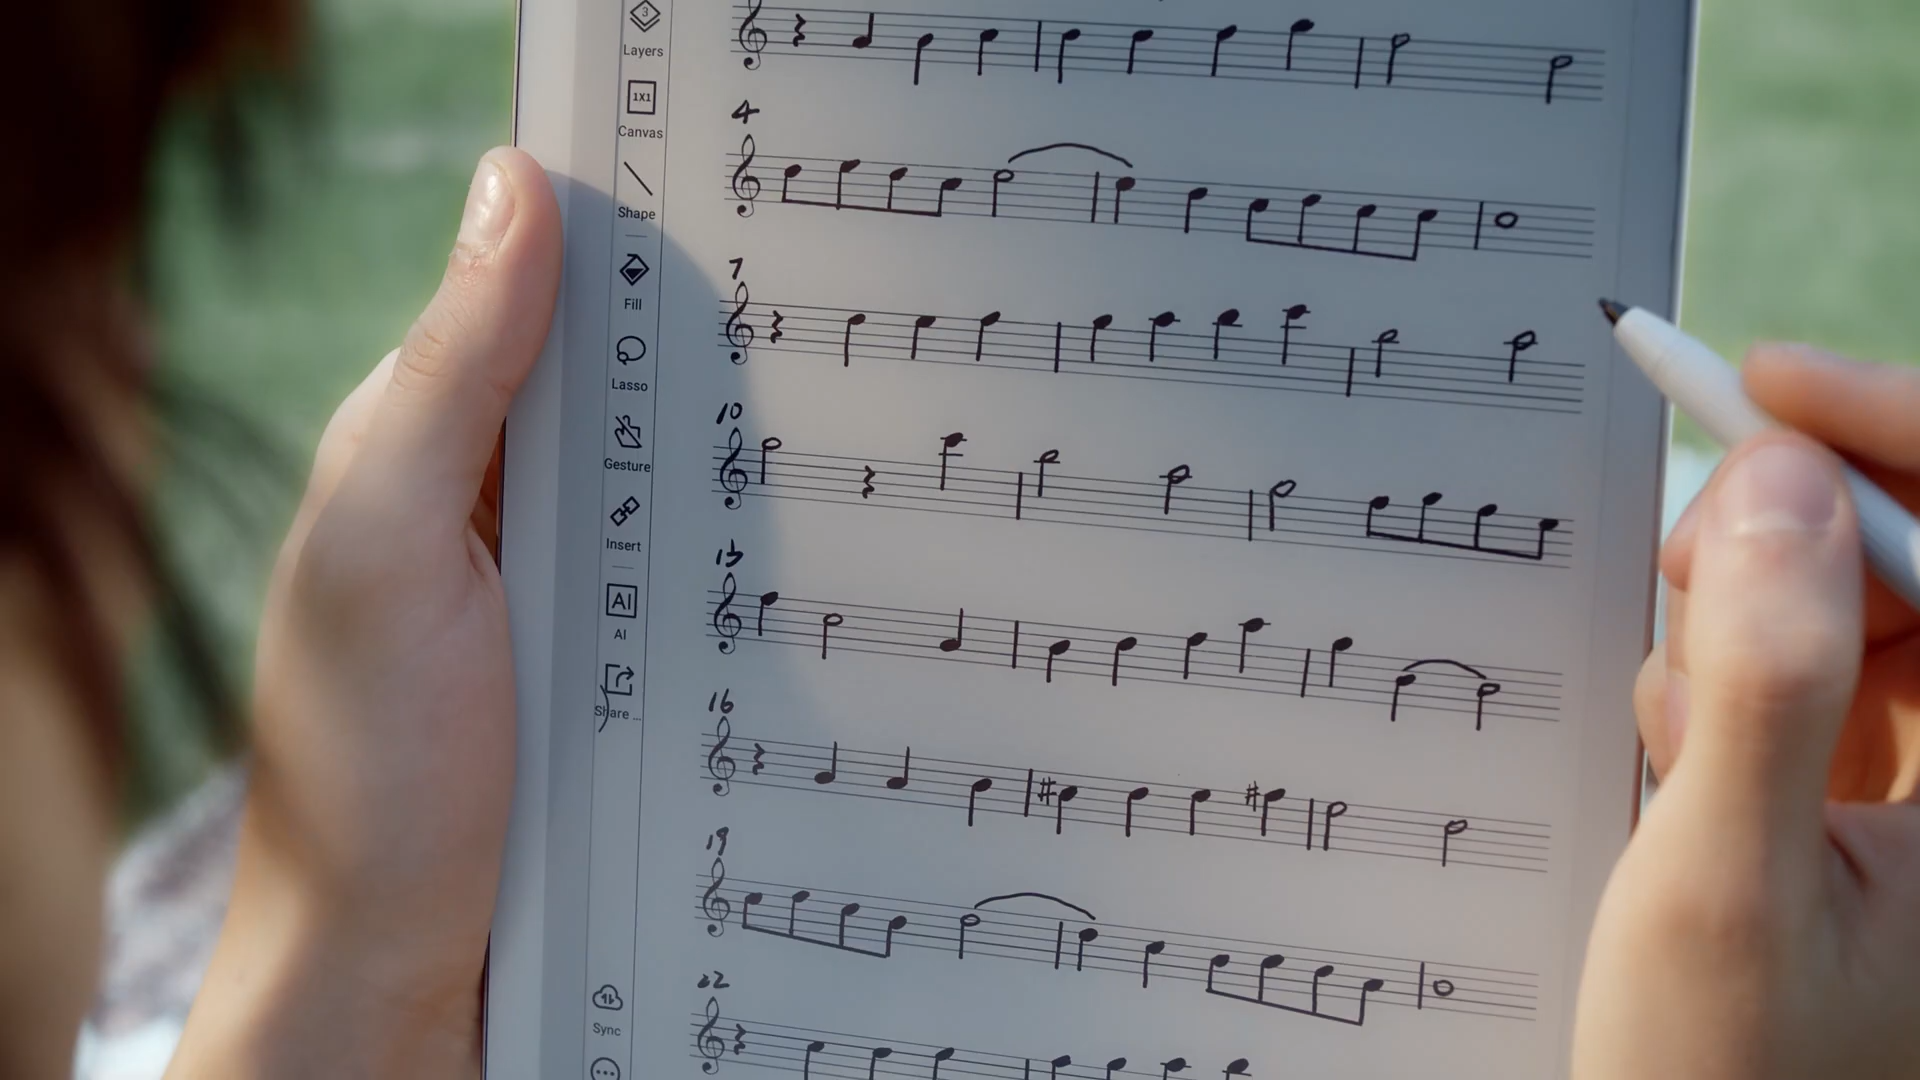 3
Layers
1X1
Canvas
Shape
Fill
Lasso
Gesture
Insert
AI
AI
Share ...
Sync
4
7
10
13
16
19
22